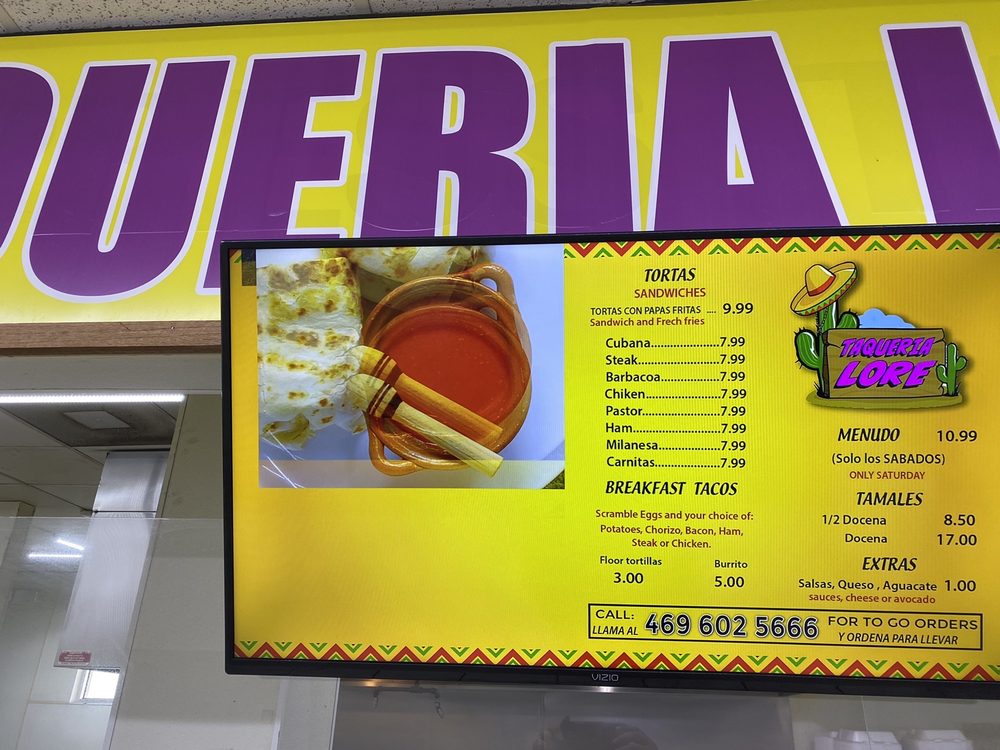 QUERIA L
TORTAS
SANDWICHES
TORTAS CON PAPAS FRITAS .... 9.99
Sandwich and Frech fries
Cubana......................7.99
Steak..........................7.99
Barbacoa...................7.99
Chiken.......................7.99
Pastor........................7.99
Ham...........................7.99
Milanesa....................7.99
Carnitas.....................7.99
BREAKFAST TACOS
Scramble Eggs and your choice of:
Potatoes, Chorizo, Bacon, Ham,
Steak or Chicken.
Floor tortillas Burrito
3.00 5.00
TAQUERIA
LORE
MENUDO 10.99
(Solo los SABADOS)
ONLY SATURDAY
TAMALES
1/2 Docena 8.50
Docena 17.00
EXTRAS
Salsas, Queso , Aguacate 1.00
sauces, cheese or avocado
CALL:
LLAMA AL 469 602 5666
FOR TO GO ORDERS
Y ORDENA PARA LLEVAR
VIZIO